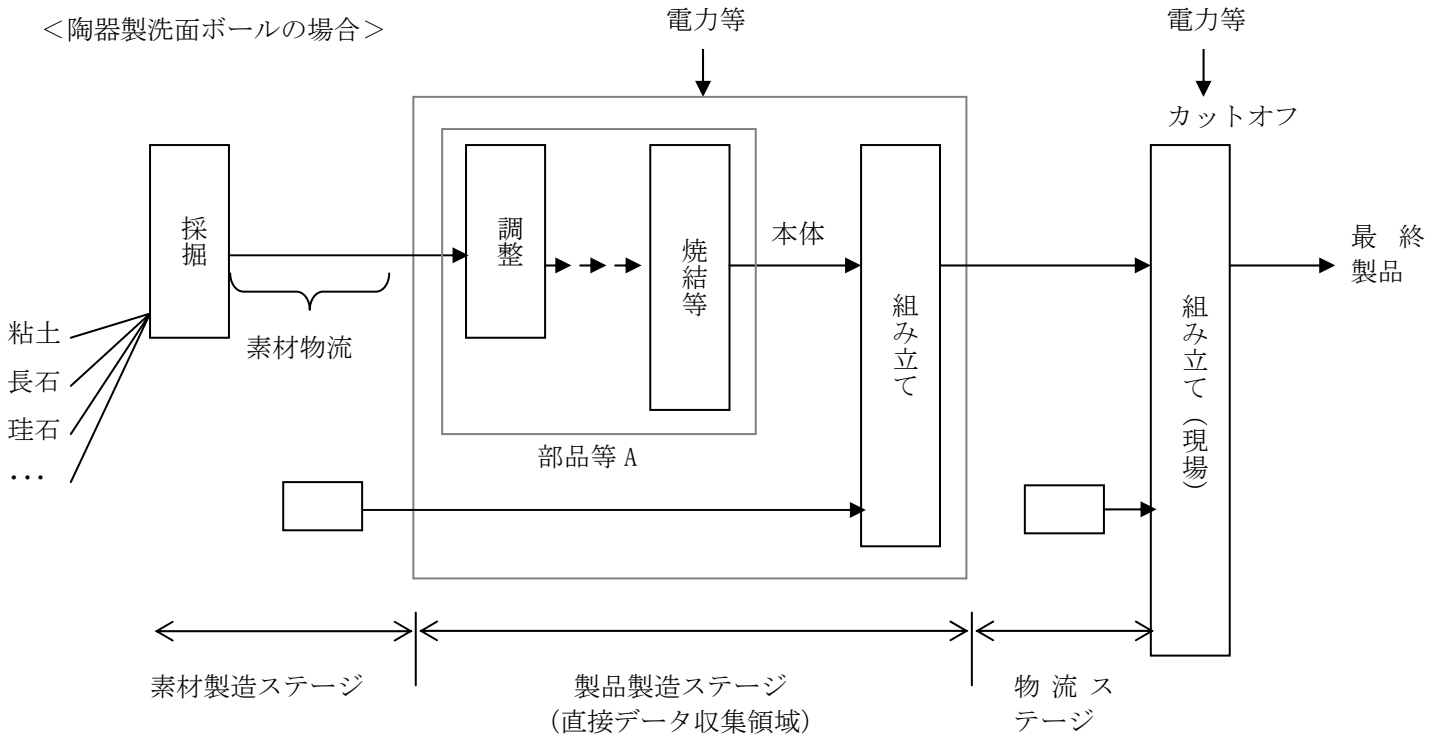 ＜陶器製洗面ボールの場合＞
電力等
電力等
カットオフ
採掘
調整
焼結等
本体
組み立て
組み立て（現場）
最　終
製品
素材物流
粘土
長石
珪石
・・・
部品等 A
素材製造ステージ
製品製造ステージ
(直接データ収集領域)
物 流 ス
テージ